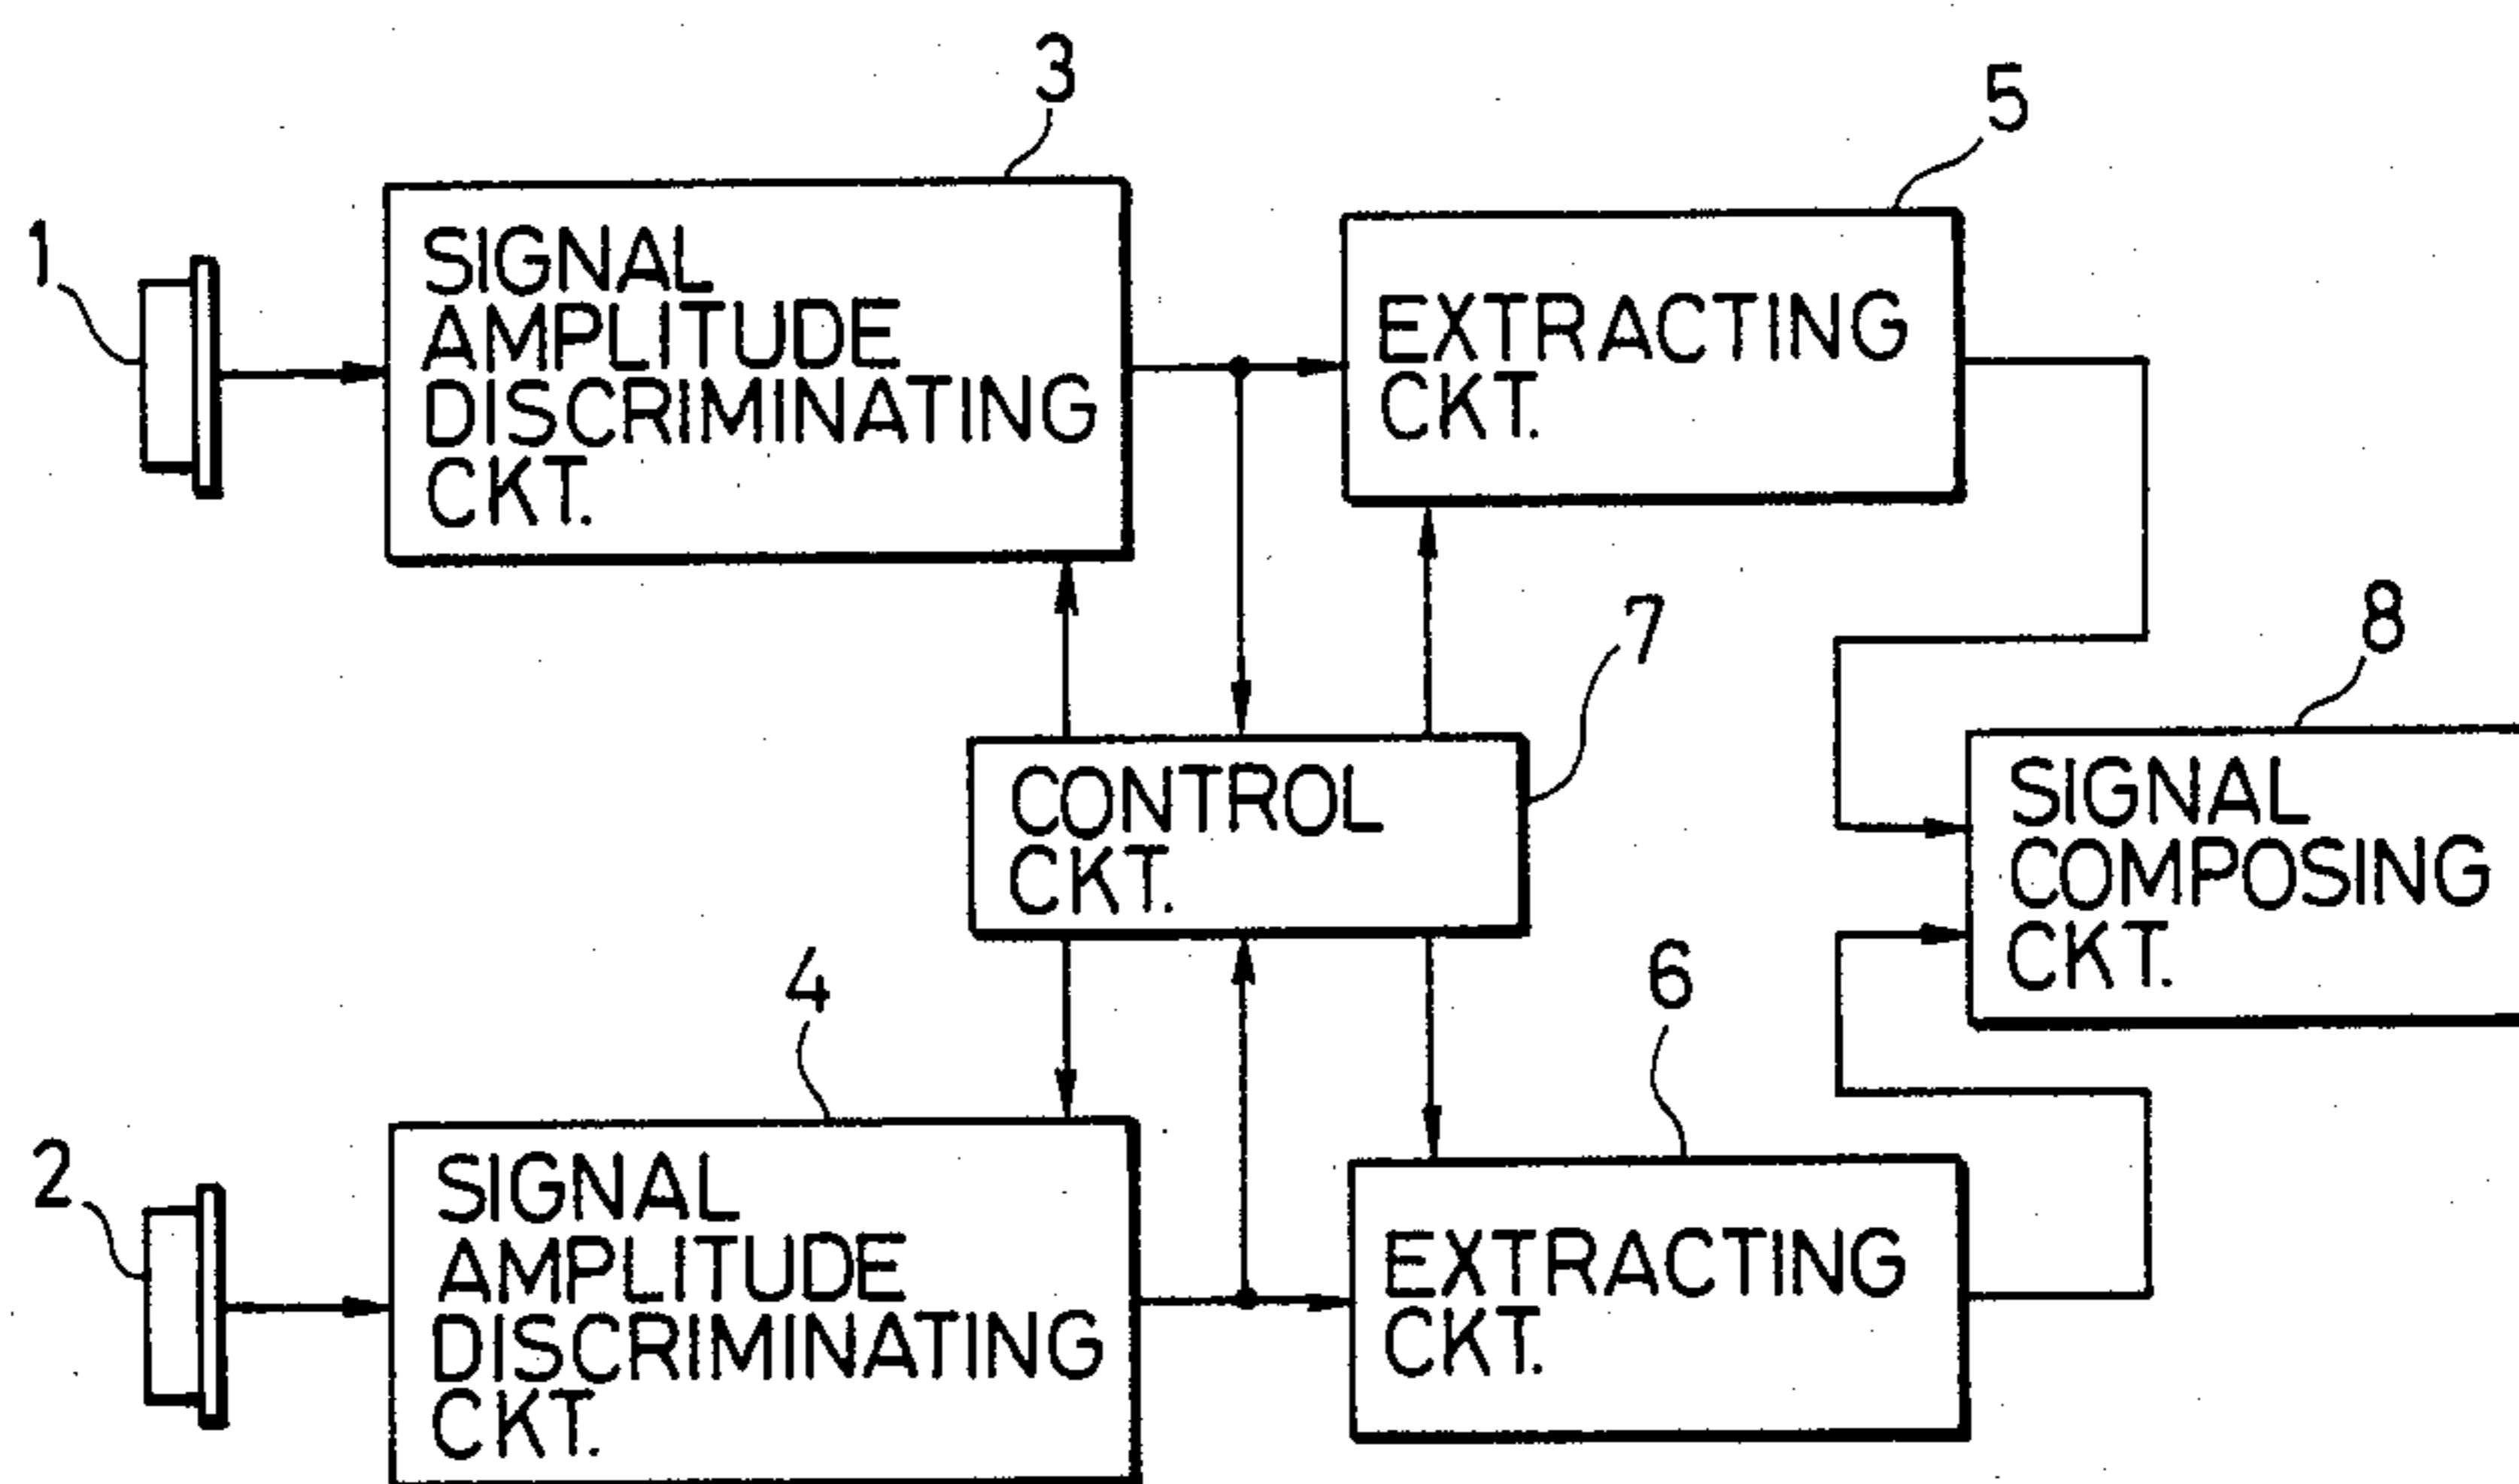 3
5
1
SIGNAL
AMPLITUDE
DISCRIMINATING
CKT.
EXTRACTING
CKT.
7
8
CONTROL
CKT.
SIGNAL
COMPOSING
CKT.
4
6
2
SIGNAL
AMPLITUDE
DISCRIMINATING
CKT.
EXTRACTING
CKT.